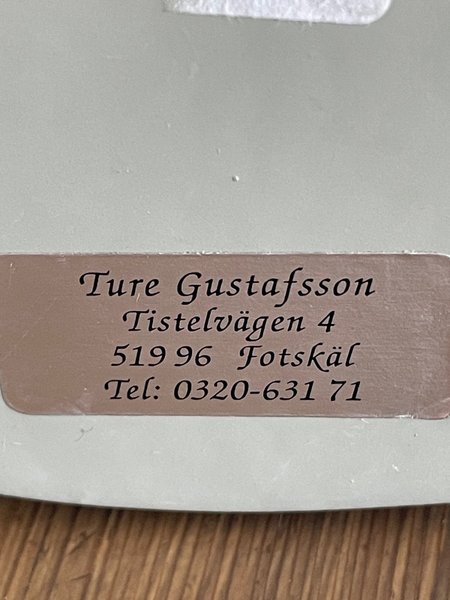 Ture Gustafsson
Tistelvägen 4
519 96 Fotskäl
Tel: 0320-631 71